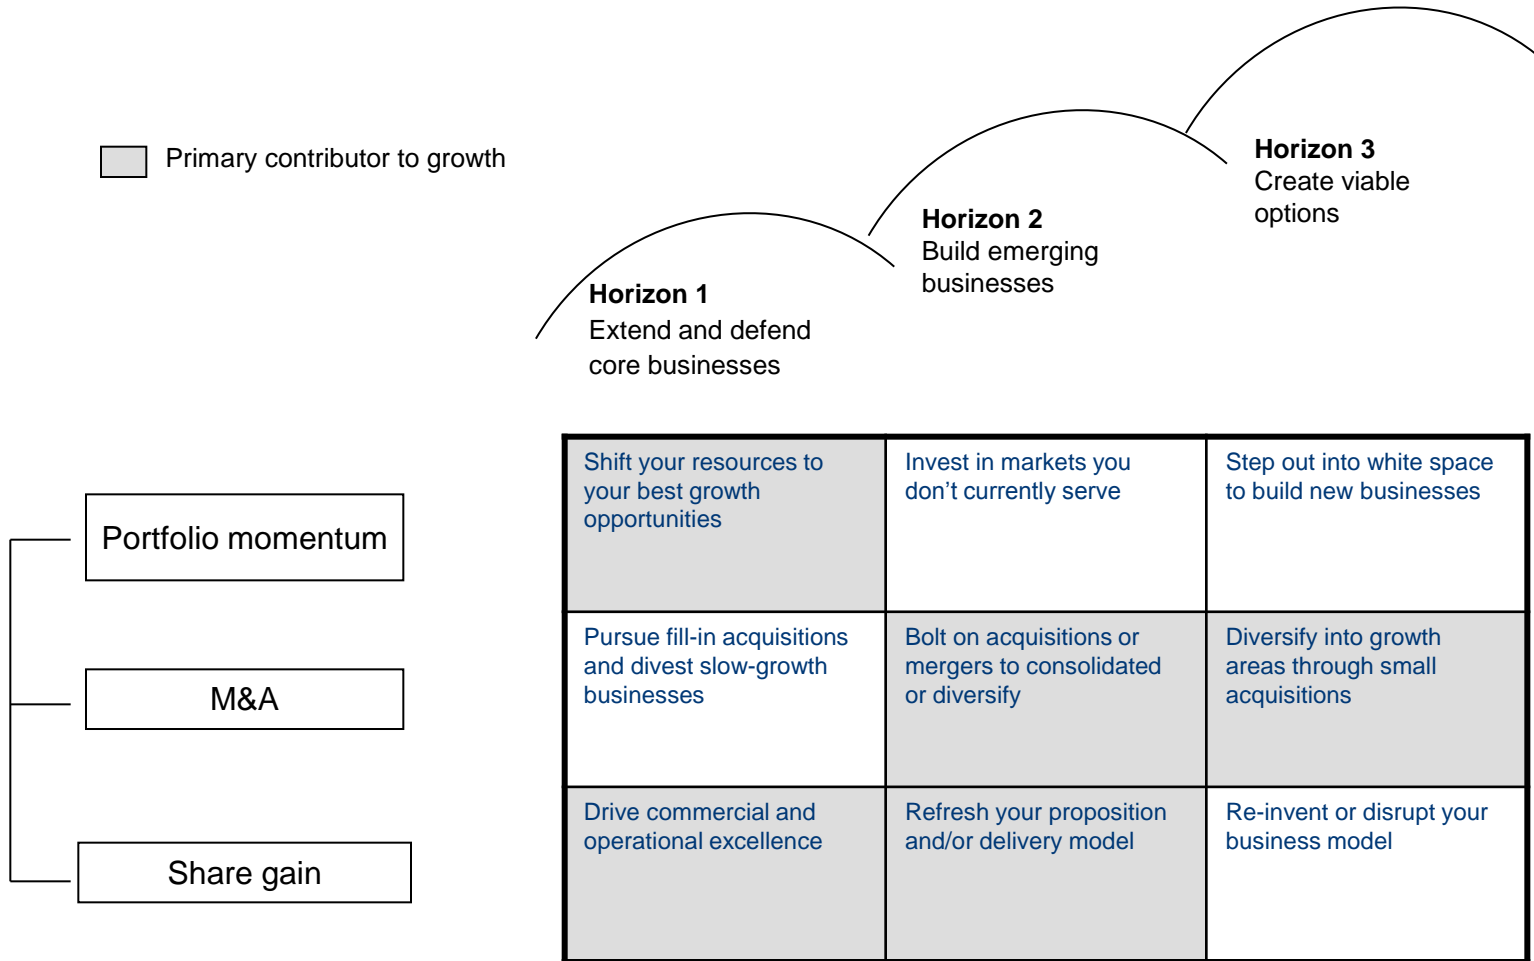 Primary contributor to growth
Horizon 1
Extend and defend
core businesses
Horizon 2
Build emerging
businesses
Horizon 3
Create viable
options
Portfolio momentum
Shift your resources to
your best growth
opportunities
Invest in markets you
don’t currently serve
Step out into white space
to build new businesses
M&A
Pursue fill-in acquisitions
and divest slow-growth
businesses
Bolt on acquisitions or
mergers to consolidated
or diversify
Diversify into growth
areas through small
acquisitions
Share gain
Drive commercial and
operational excellence
Refresh your proposition
and/or delivery model
Re-invent or disrupt your
business model